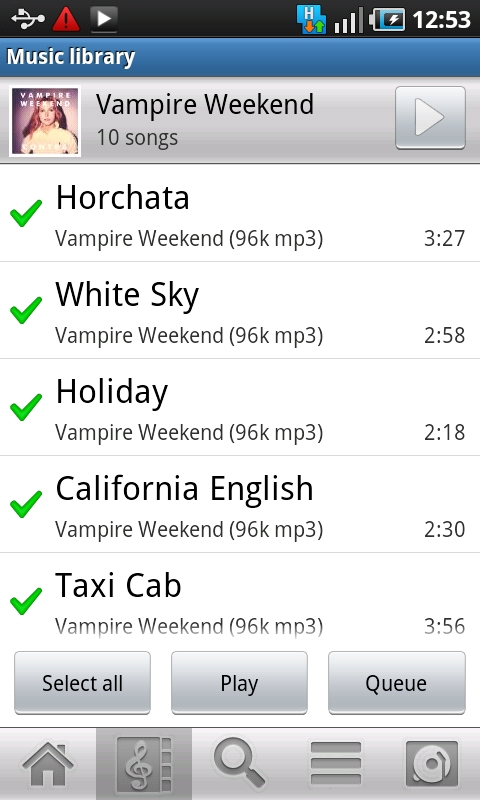 H
12:53
Music library
VAMPIRE
WEEKEND
CONTRA
Vampire Weekend
10 songs
Horchata
Vampire Weekend (96k mp3) 3:27
White Sky
Vampire Weekend (96k mp3) 2:58
Holiday
Vampire Weekend (96k mp3) 2:18
California English
Vampire Weekend (96k mp3) 2:30
Taxi Cab
Vampire Weekend (96k mp3) 3:56
Select all Play Queue